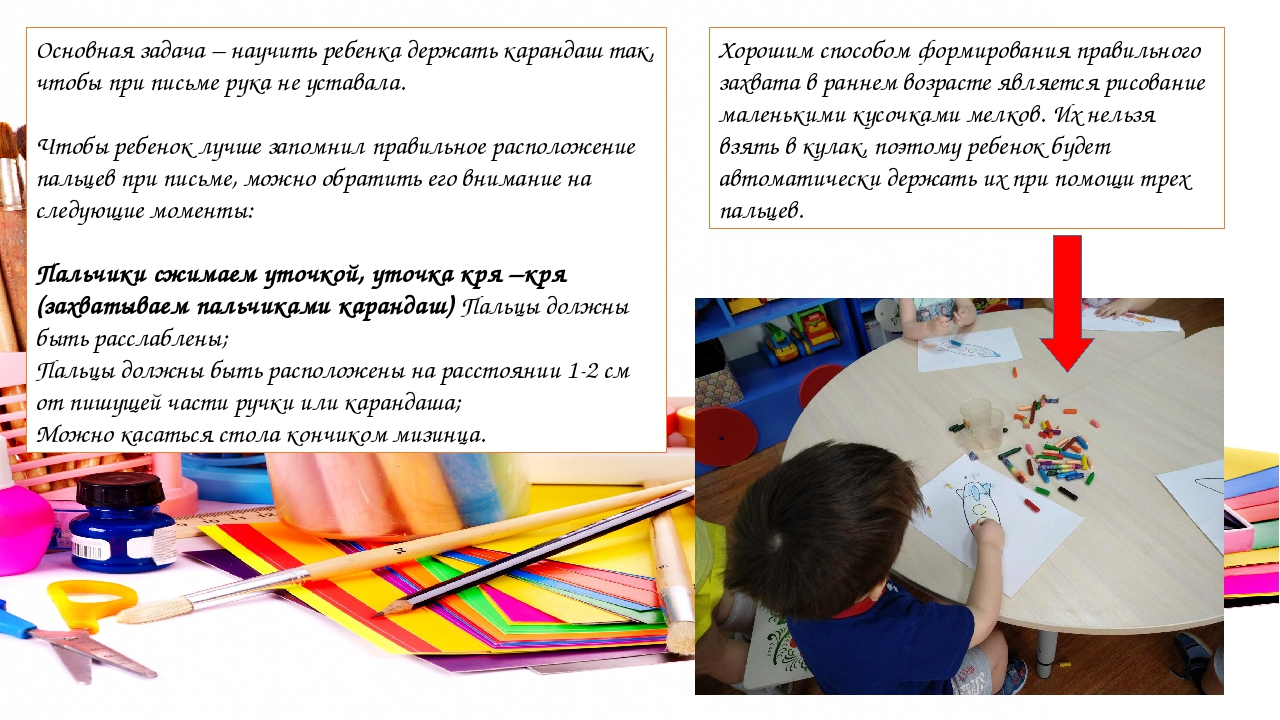 Основная задача – научить ребенка держать карандаш так,
чтобы при письме рука не уставала.
Чтобы ребенок лучше запомнил правильное расположение
пальцев при письме, можно обратить его внимание на
следующие моменты:
Пальчики сжимаем уточкой, уточка кря –кря
(захватываем пальчиками карандаш) Пальцы должны
быть расслаблены;
Пальцы должны быть расположены на расстоянии 1-2 см
от пишущей части ручки или карандаша;
Можно касаться стола кончиком мизинца.
Хорошим способом формирования правильного
захвата в раннем возрасте является рисование
маленькими кусочками мелков. Их нельзя
взять в кулак, поэтому ребенок будет
автоматически держать их при помощи трех
пальцев.